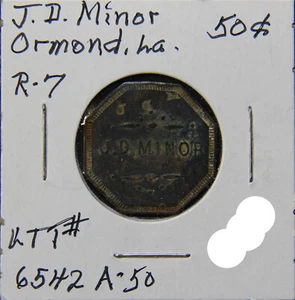 J.D. Minor
50¢
Ormond, La.
R-7
J.D. MINOR
LTT#
6542 A-50